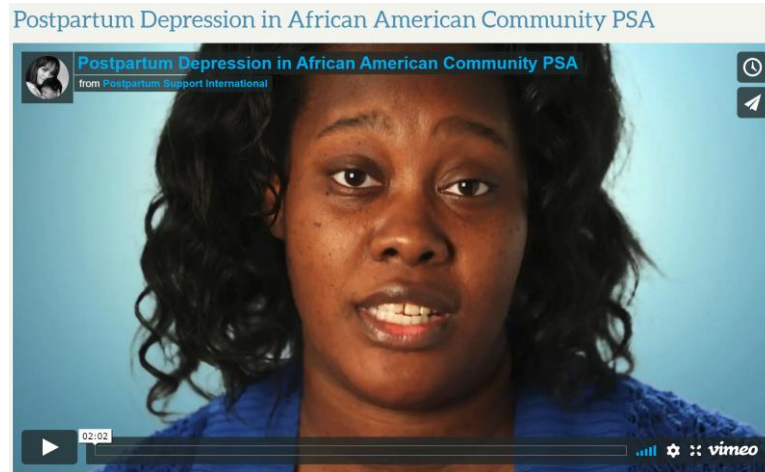 Postpartum Depression in African American Community PSA
Postpartum Depression in African American Community PSA
from Postpartum Support International
02:02
vimeo